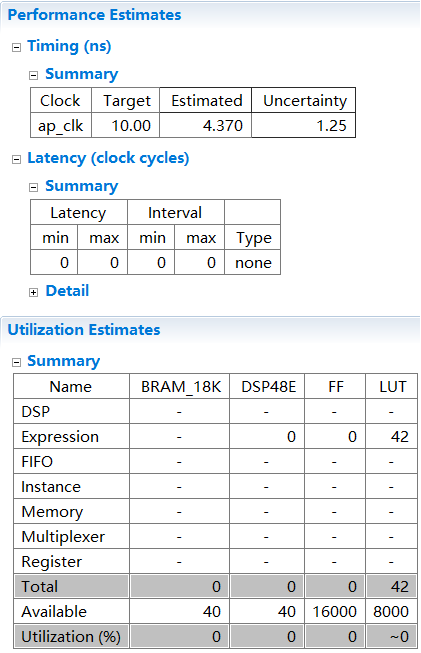 Performance Estimates
Timing (ns)
Summary
Clock Target Estimated Uncertainty
ap_clk 10.00 4.370 1.25
Latency (clock cycles)
Summary
Latency Interval
min max min max Type
0 0 0 0 none
Detail
Utilization Estimates
Summary
Name BRAM_18K DSP48E FF LUT
DSP - - - -
Expression - 0 0 42
FIFO - - - -
Instance - - - -
Memory - - - -
Multiplexer - - - -
Register - - - -
Total 0 0 0 42
Available 40 40 16000 8000
Utilization (%) 0 0 0 ~0